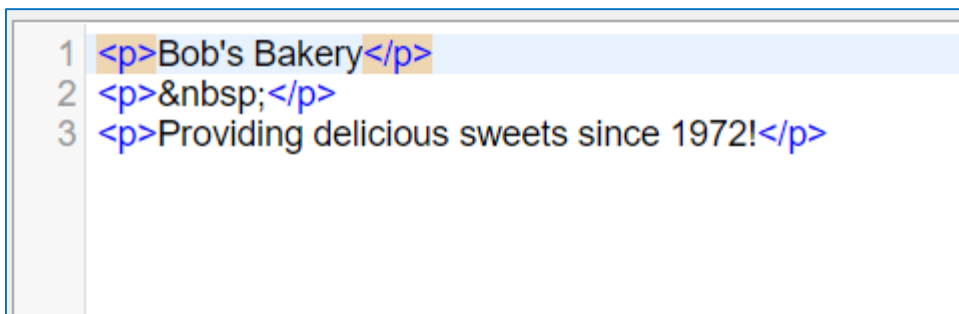 1 <p>Bob's Bakery</p>
2 <p>&nbsp;</p>
3 <p>Providing delicious sweets since 1972!</p>